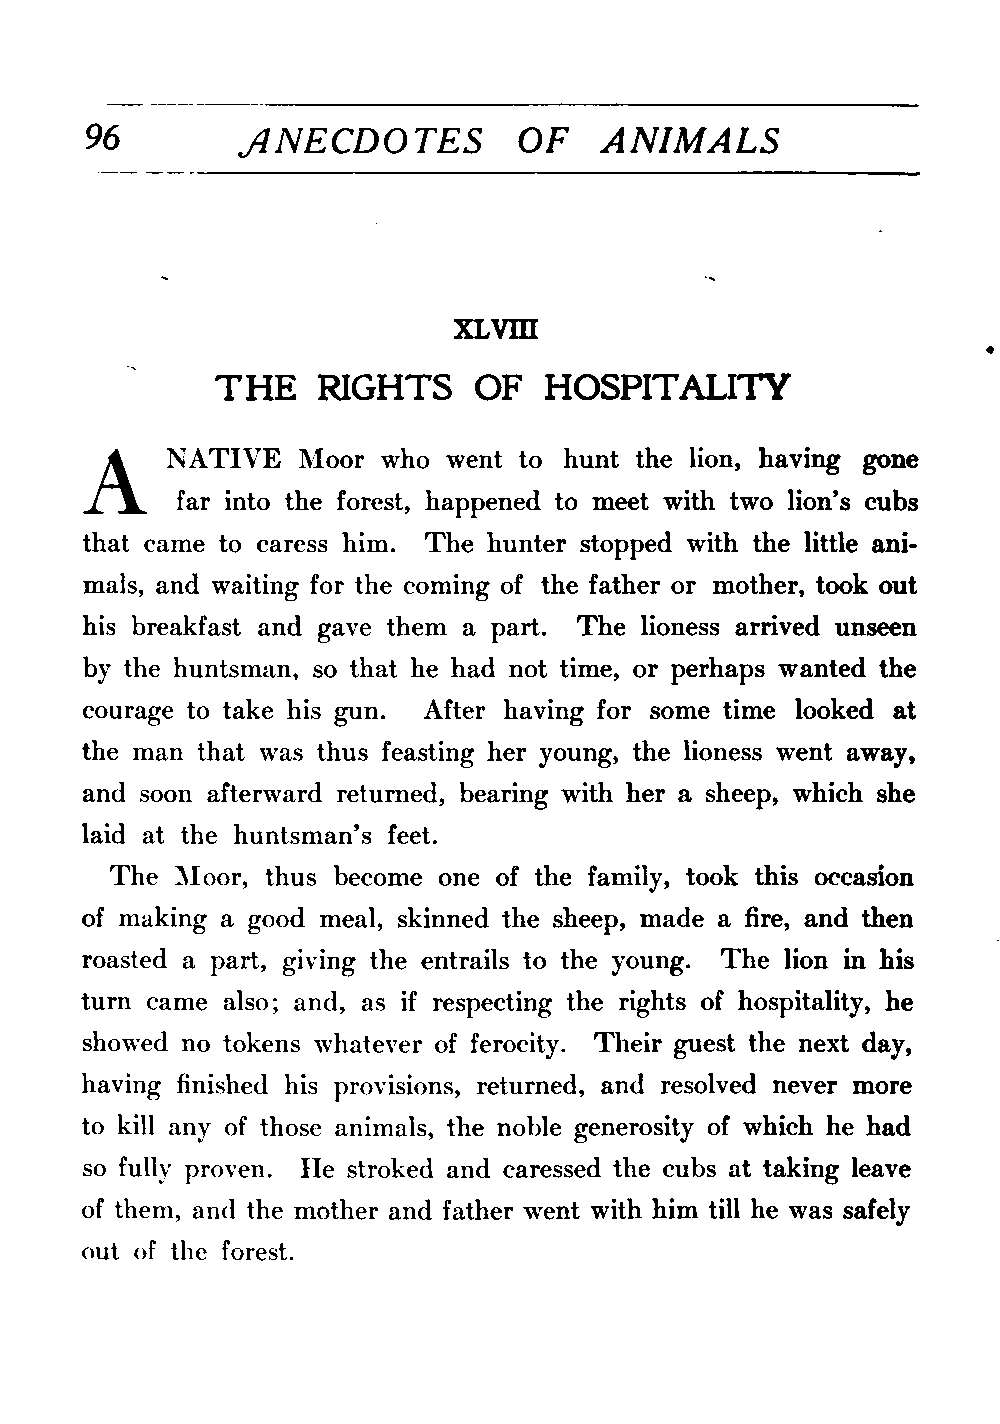 96 ANECDOTES OF ANIMALS
XLVIII
THE RIGHTS OF HOSPITALITY
A NATIVE Moor who went to hunt the lion, having gone
far into the forest, happened to meet with two lion's cubs
that came to caress him. The hunter stopped with the little ani-
mals, and waiting for the coming of the father or mother, took out
his breakfast and gave them a part. The lioness arrived unseen
by the huntsman, so that he had not time, or perhaps wanted the
courage to take his gun. After having for some time looked at
the man that was thus feasting her young, the lioness went away,
and soon afterward returned, bearing with her a sheep, which she
laid at the huntsman's feet.
The Moor, thus become one of the family, took this occasion
of making a good meal, skinned the sheep, made a fire, and then
roasted a part, giving the entrails to the young. The lion in his
turn came also; and, as if respecting the rights of hospitality, he
showed no tokens whatever of ferocity. Their guest the next day,
having finished his provisions, returned, and resolved never more
to kill any of those animals, the noble generosity of which he had
so fully proven. He stroked and caressed the cubs at taking leave
of them, and the mother and father went with him till he was safely
out of the forest.